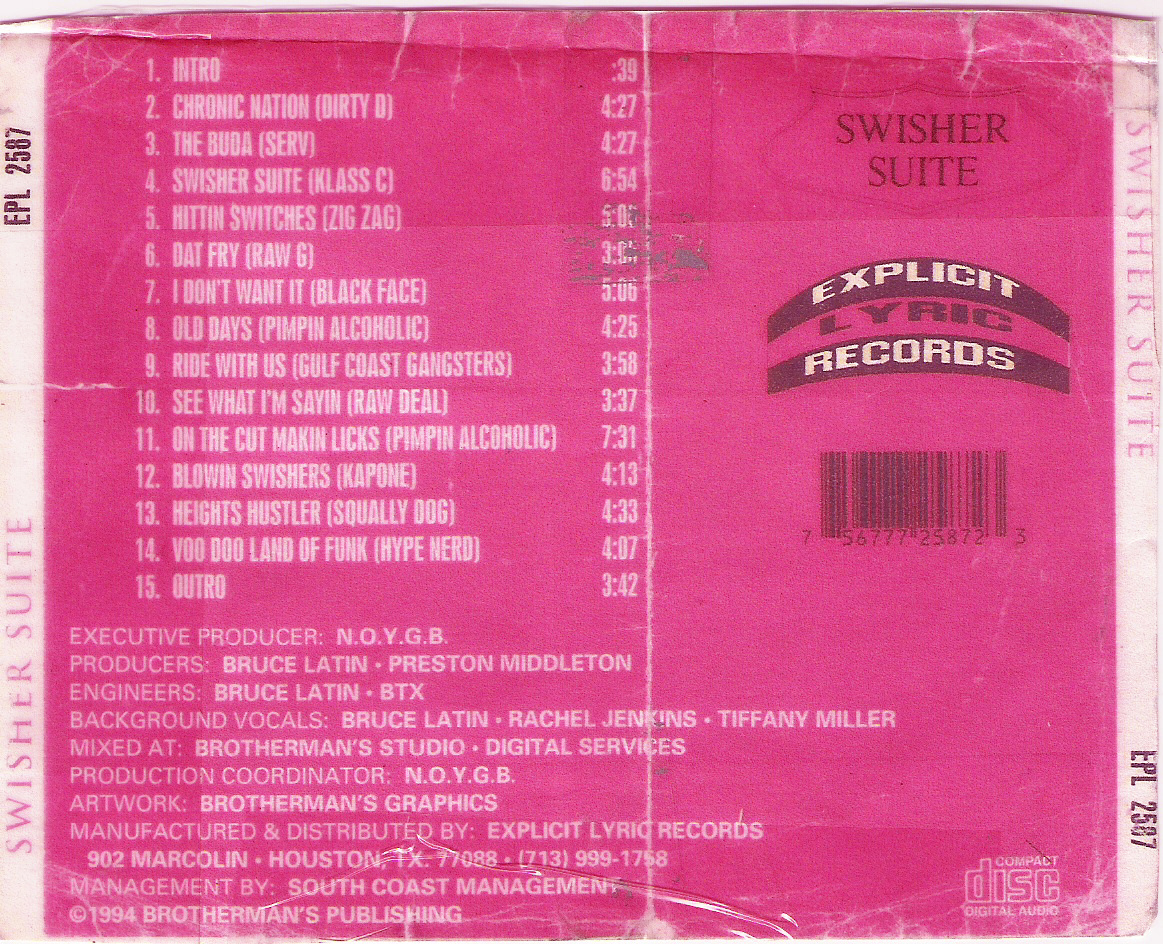 1. INTRO :39
2. CHRONIC NATION (DIRTY D) 4:27
3. THE BUDA (SERV) 4:27
4. SWISHER SUITE (KLASS C) 6:54
5. HITTIN SWITCHES (ZIG ZAG)
6. DAT FRY (RAW G)
7. I DON'T WANT IT (BLACK FACE) 5:06
8. OLD DAYS (PIMPIN ALCOHOLIC) 4:25
9. RIDE WITH US (GULF COAST GANGSTERS) 3:58
10. SEE WHAT I'M SAYIN (RAW DEAL) 3:37
11. ON THE CUT MAKIN LICKS (PIMPIN ALCOHOLIC) 7:31
12. BLOWIN SWISHERS (KAPONE) 4:13
13. HEIGHTS HUSTLER (SQUALLY DOG) 4:33
14. VOO DOO LAND OF FUNK (HYPE NERD) 4:07
15. OUTRO 3:42
EXECUTIVE PRODUCER: N.O.Y.G.B.
PRODUCERS: BRUCE LATIN • PRESTON MIDDLETON
ENGINEERS: BRUCE LATIN • BTX
BACKGROUND VOCALS: BRUCE LATIN • RACHEL JENKINS • TIFFANY MILLER
MIXED AT: BROTHERMAN'S STUDIO • DIGITAL SERVICES
PRODUCTION COORDINATOR: N.O.Y.G.B.
ARTWORK: BROTHERMAN'S GRAPHICS
MANUFACTURED & DISTRIBUTED BY: EXPLICIT LYRIC RECORDS
902 MARCOLIN • HOUSTON, TX. 77088 • (713) 999-1758
MANAGEMENT BY: SOUTH COAST MANAGEMENT
©1994 BROTHERMAN'S PUBLISHING
SWISHER
SUITE
EXPLICIT
LYRIC
RECORDS
7 56777 25872 3
COMPACT
disc
DIGITAL AUDIO
EPL 2587
SWISHER SUITE
SWISHER SUITE
EPL 2587